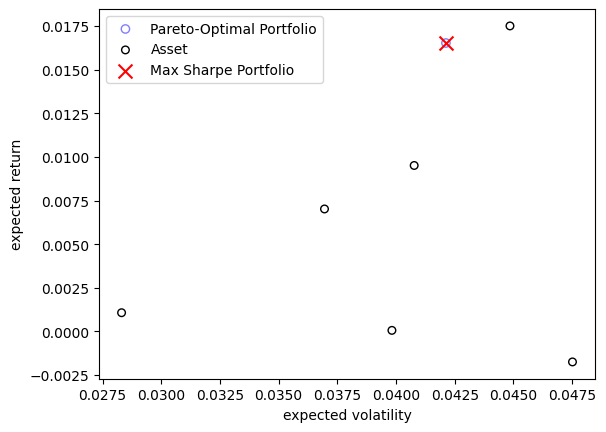 Pareto-Optimal Portfolio
Asset
Max Sharpe Portfolio
expected return
0.0175
0.0150
0.0125
0.0100
0.0075
0.0050
0.0025
0.0000
−0.0025
0.0275 0.0300 0.0325 0.0350 0.0375 0.0400 0.0425 0.0450 0.0475
expected volatility